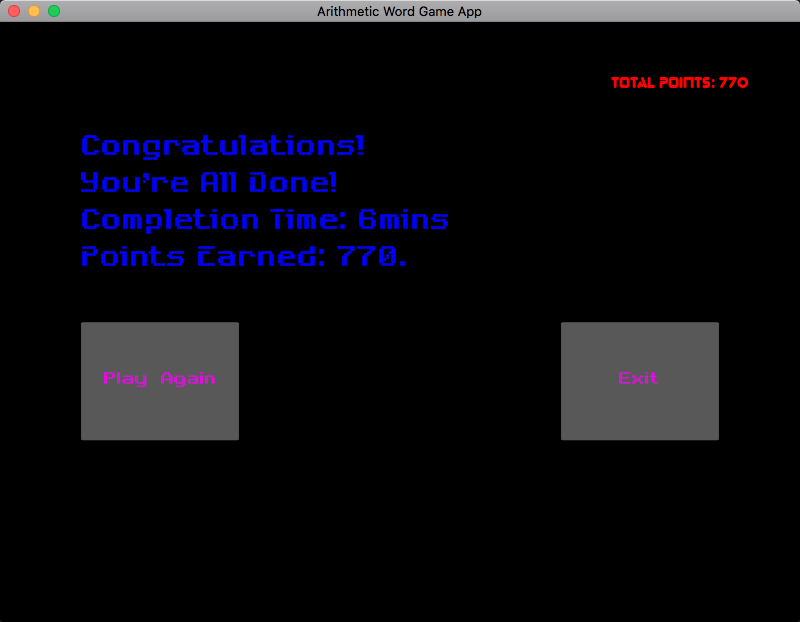 Arithmetic Word Game App
TOTAL POINTS: 770
Congratulations!
You're All Done!
Completion Time: 6mins
Points Earned: 770.
Play Again
Exit